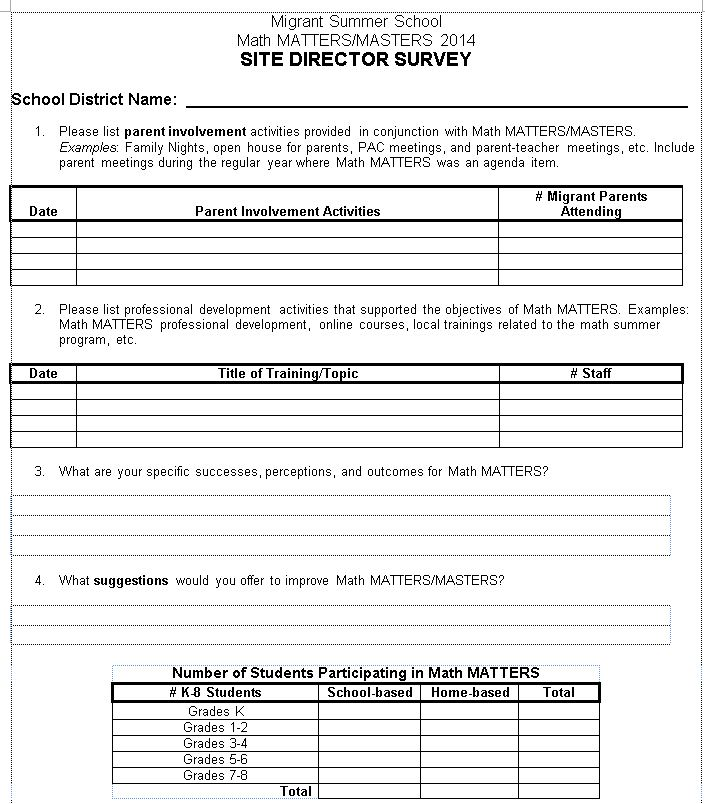 Migrant Summer School
Math MATTERS/MASTERS 2014
SITE DIRECTOR SURVEY
School District Name:
1. Please list parent involvement activities provided in conjunction with Math MATTERS/MASTERS.
Examples: Family Nights, open house for parents, PAC meetings, and parent-teacher meetings, etc. Include
parent meetings during the regular year where Math MATTERS was an agenda item.
Date Parent Involvement Activities # Migrant Parents Attending
2. Please list professional development activities that supported the objectives of Math MATTERS. Examples:
Math MATTERS professional development, online courses, local trainings related to the math summer
program, etc.
Date Title of Training/Topic # Staff
3. What are your specific successes, perceptions, and outcomes for Math MATTERS?
4. What suggestions would you offer to improve Math MATTERS/MASTERS?
Number of Students Participating in Math MATTERS
# K-8 Students School-based Home-based Total
Grades K
Grades 1-2
Grades 3-4
Grades 5-6
Grades 7-8
Total